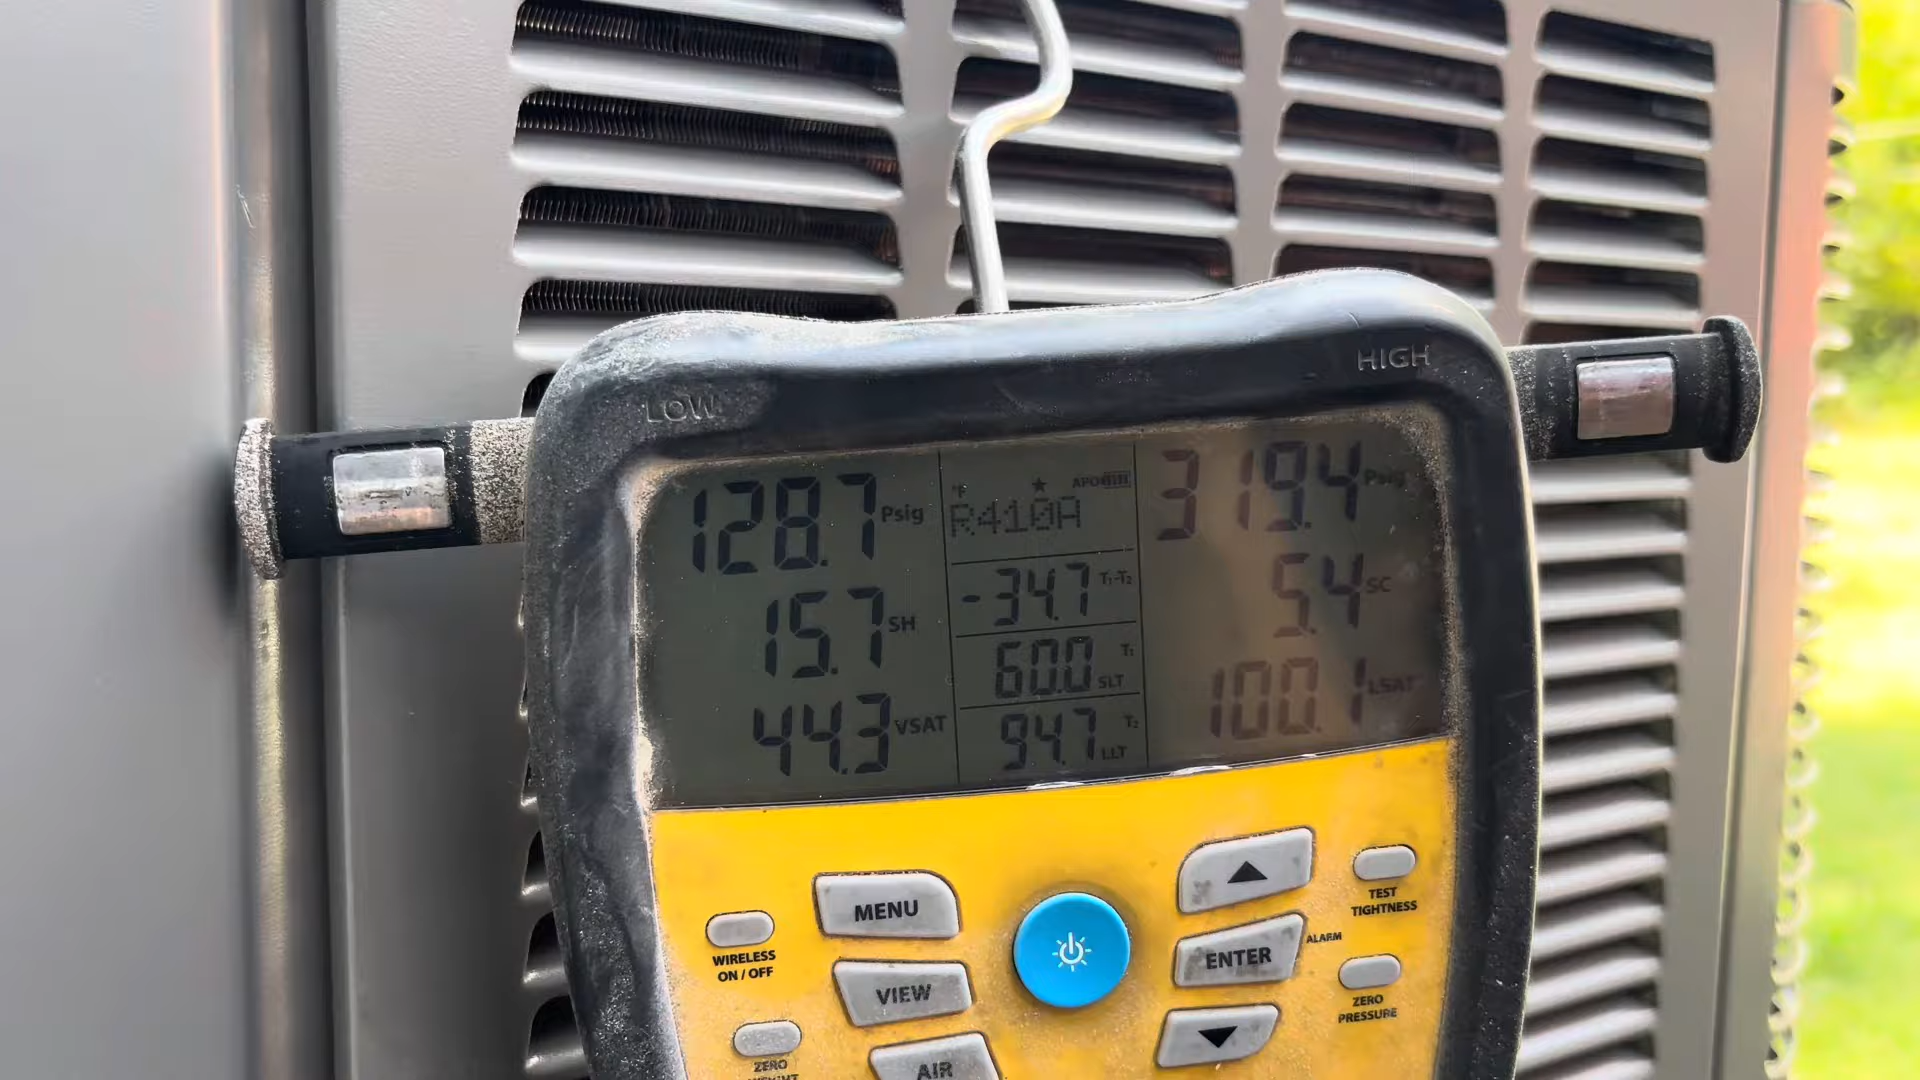 LOW
HIGH
128.7 Psig
°F
APO
R410A
319.4 Psig
15.7 SH
-34.7 T₁-T₂
5.4 SC
60.0 T₁ SLT
44.3 VSAT
94.7 T₂ LLT
100.1 LSAT
MENU
TEST
TIGHTNESS
WIRELESS
ON / OFF
ENTER
ALARM
VIEW
ZERO
PRESSURE
ZERO
AIR